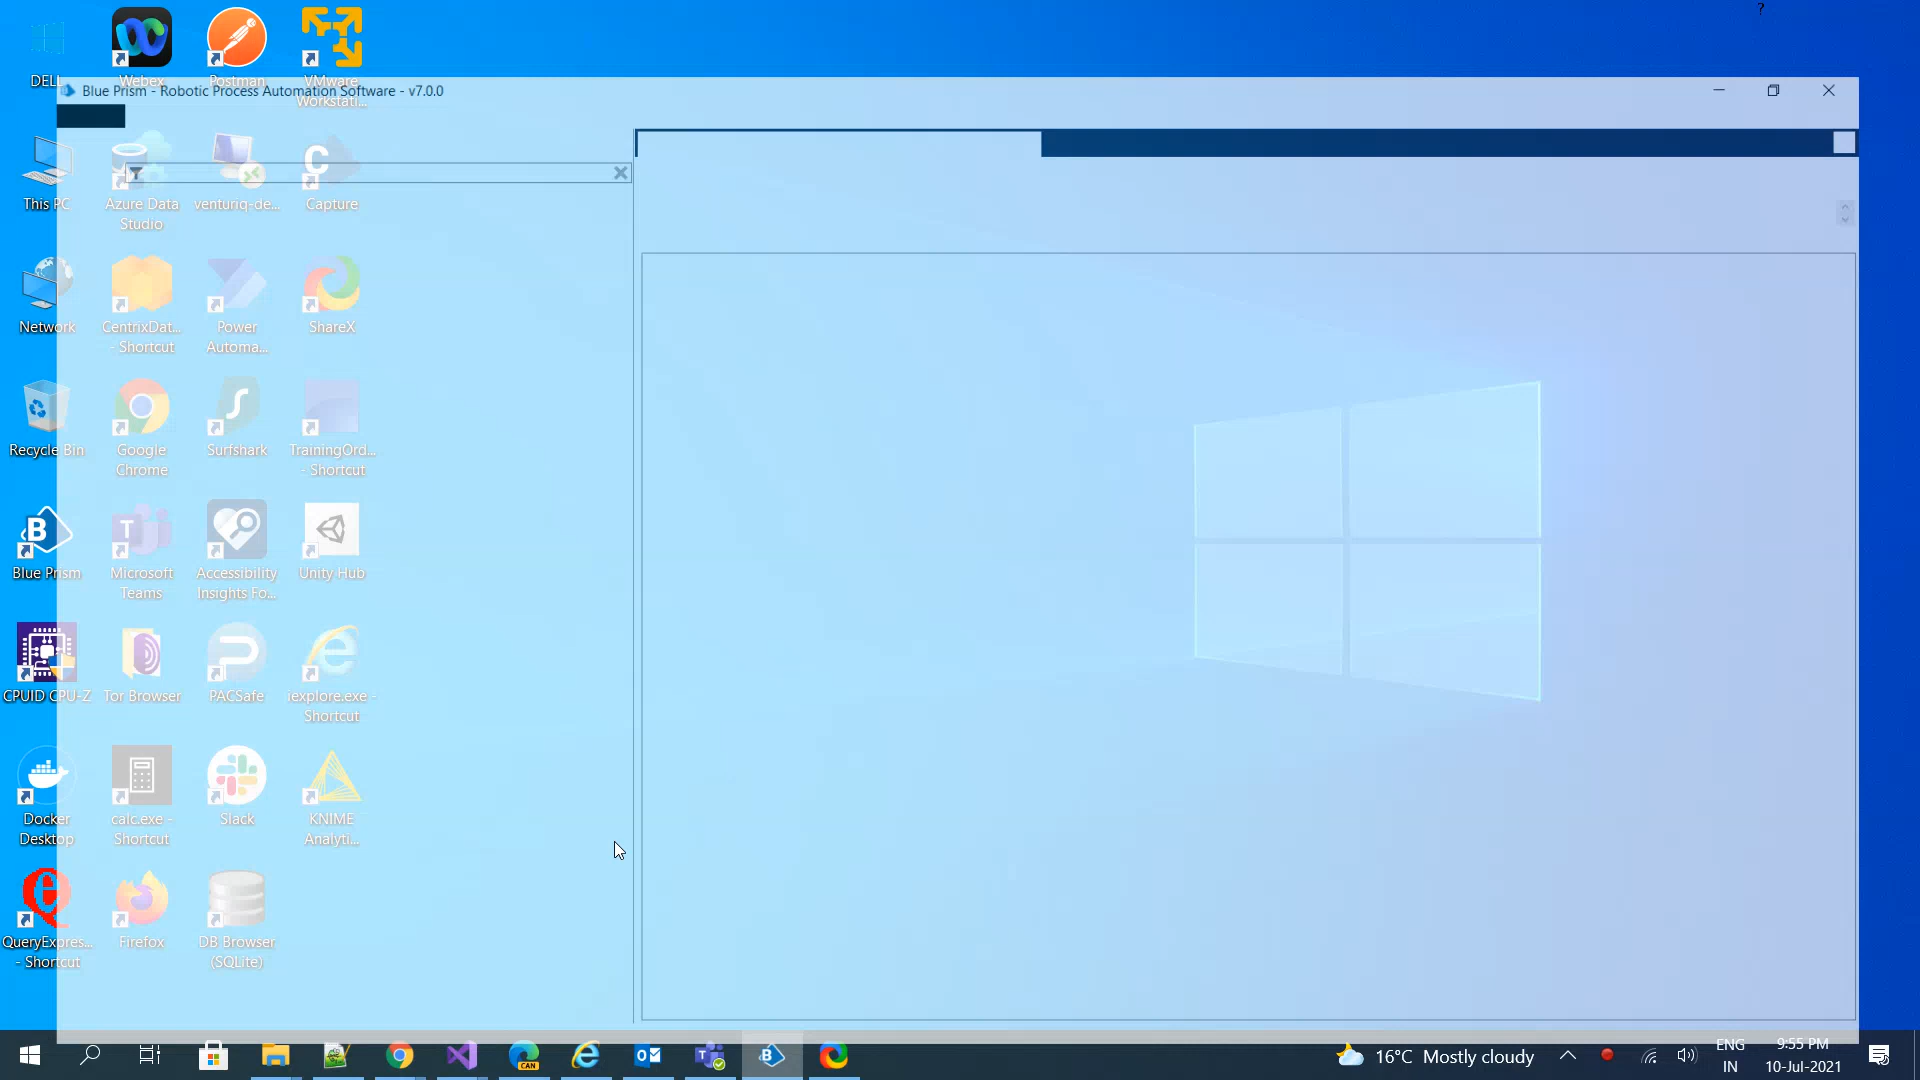 ?
DELL
Webex
Postman
VMware
Workstati...
Blue Prism - Robotic Process Automation Software - v7.0.0
This PC
Azure Data
Studio
venturiq-de...
Capture
Network
CentrixDat...
- Shortcut
Power
Automa...
ShareX
Recycle Bin
Google
Chrome
Surfshark
TrainingOrd...
- Shortcut
Blue Prism
Microsoft
Teams
Accessibility
Insights Fo...
Unity Hub
CPUID CPU-Z
Tor Browser
PACSafe
iexplore.exe -
Shortcut
Docker
Desktop
calc.exe -
Shortcut
Slack
KNIME
Analyti...
QueryExpres...
- Shortcut
Firefox
DB Browser
(SQLite)
CAN
16°C Mostly cloudy
ENG
IN
9:55 PM
10-Jul-2021